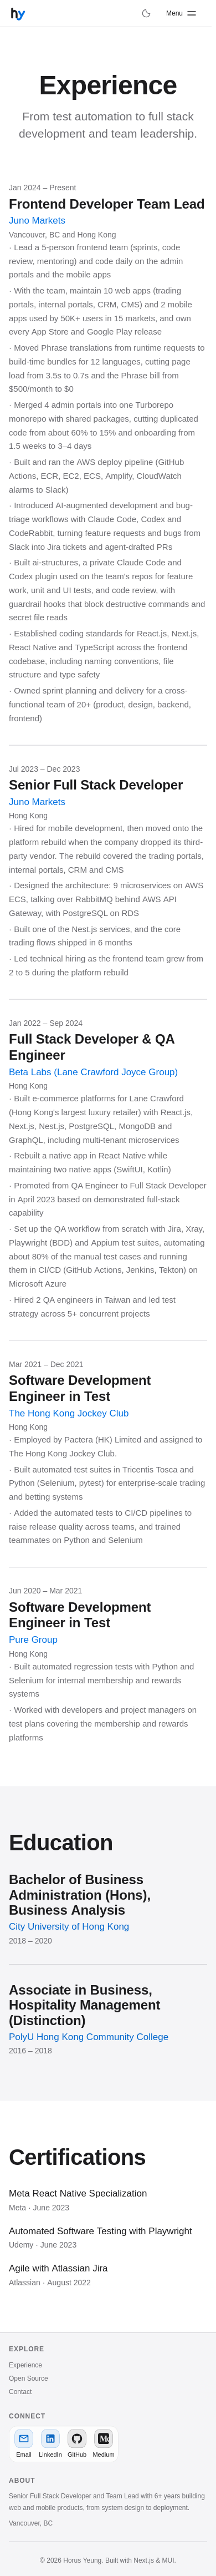 hy
Menu
Experience
From test automation to full stack
development and team leadership.
Jan 2024 – Present
Frontend Developer Team Lead
Juno Markets
Vancouver, BC and Hong Kong
· Lead a 5-person frontend team (sprints, code
review, mentoring) and code daily on the admin
portals and the mobile apps
· With the team, maintain 10 web apps (trading
portals, internal portals, CRM, CMS) and 2 mobile
apps used by 50K+ users in 15 markets, and own
every App Store and Google Play release
· Moved Phrase translations from runtime requests to
build-time bundles for 12 languages, cutting page
load from 3.5s to 0.7s and the Phrase bill from
$500/month to $0
· Merged 4 admin portals into one Turborepo
monorepo with shared packages, cutting duplicated
code from about 60% to 15% and onboarding from
1.5 weeks to 3–4 days
· Built and ran the AWS deploy pipeline (GitHub
Actions, ECR, EC2, ECS, Amplify, CloudWatch
alarms to Slack)
· Introduced AI-augmented development and bug-
triage workflows with Claude Code, Codex and
CodeRabbit, turning feature requests and bugs from
Slack into Jira tickets and agent-drafted PRs
· Built ai-structures, a private Claude Code and
Codex plugin used on the team's repos for feature
work, unit and UI tests, and code review, with
guardrail hooks that block destructive commands and
secret file reads
· Established coding standards for React.js, Next.js,
React Native and TypeScript across the frontend
codebase, including naming conventions, file
structure and type safety
· Owned sprint planning and delivery for a cross-
functional team of 20+ (product, design, backend,
frontend)
Jul 2023 – Dec 2023
Senior Full Stack Developer
Juno Markets
Hong Kong
· Hired for mobile development, then moved onto the
platform rebuild when the company dropped its third-
party vendor. The rebuild covered the trading portals,
internal portals, CRM and CMS
· Designed the architecture: 9 microservices on AWS
ECS, talking over RabbitMQ behind AWS API
Gateway, with PostgreSQL on RDS
· Built one of the Nest.js services, and the core
trading flows shipped in 6 months
· Led technical hiring as the frontend team grew from
2 to 5 during the platform rebuild
Jan 2022 – Sep 2024
Full Stack Developer & QA
Engineer
Beta Labs (Lane Crawford Joyce Group)
Hong Kong
· Built e-commerce platforms for Lane Crawford
(Hong Kong's largest luxury retailer) with React.js,
Next.js, Nest.js, PostgreSQL, MongoDB and
GraphQL, including multi-tenant microservices
· Rebuilt a native app in React Native while
maintaining two native apps (SwiftUI, Kotlin)
· Promoted from QA Engineer to Full Stack Developer
in April 2023 based on demonstrated full-stack
capability
· Set up the QA workflow from scratch with Jira, Xray,
Playwright (BDD) and Appium test suites, automating
about 80% of the manual test cases and running
them in CI/CD (GitHub Actions, Jenkins, Tekton) on
Microsoft Azure
· Hired 2 QA engineers in Taiwan and led test
strategy across 5+ concurrent projects
Mar 2021 – Dec 2021
Software Development
Engineer in Test
The Hong Kong Jockey Club
Hong Kong
· Employed by Pactera (HK) Limited and assigned to
The Hong Kong Jockey Club.
· Built automated test suites in Tricentis Tosca and
Python (Selenium, pytest) for enterprise-scale trading
and betting systems
· Added the automated tests to CI/CD pipelines to
raise release quality across teams, and trained
teammates on Python and Selenium
Jun 2020 – Mar 2021
Software Development
Engineer in Test
Pure Group
Hong Kong
· Built automated regression tests with Python and
Selenium for internal membership and rewards
systems
· Worked with developers and project managers on
test plans covering the membership and rewards
platforms
Education
Bachelor of Business
Administration (Hons),
Business Analysis
City University of Hong Kong
2018 – 2020
Associate in Business,
Hospitality Management
(Distinction)
PolyU Hong Kong Community College
2016 – 2018
Certifications
Meta React Native Specialization
Meta · June 2023
Automated Software Testing with Playwright
Udemy · June 2023
Agile with Atlassian Jira
Atlassian · August 2022
EXPLORE
Experience
Open Source
Contact
CONNECT
Email LinkedIn GitHub Medium
ABOUT
Senior Full Stack Developer and Team Lead with 6+ years building
web and mobile products, from system design to deployment.
Vancouver, BC
© 2026 Horus Yeung. Built with Next.js & MUI.